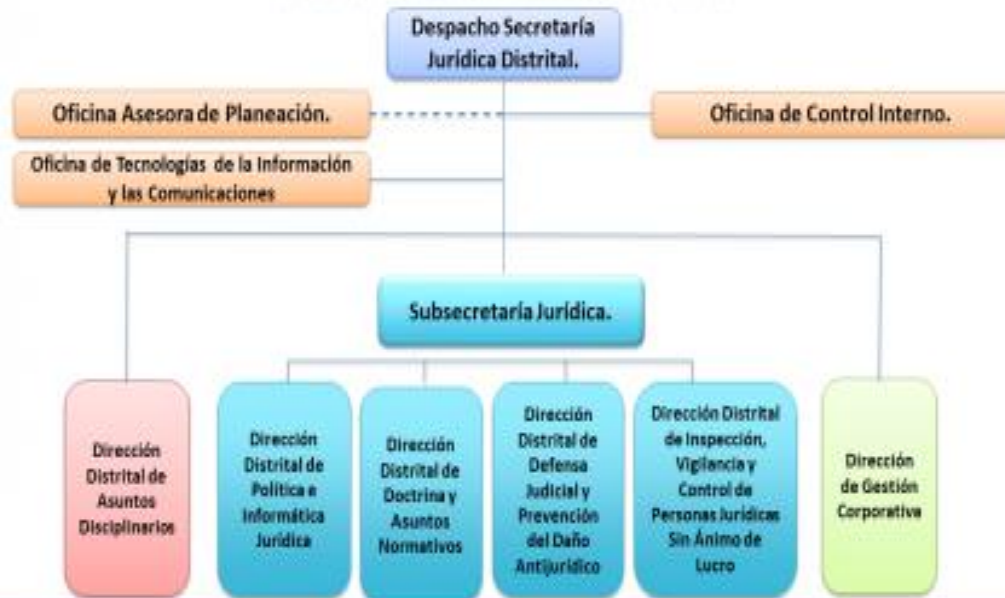 Despacho Secretaría
Jurídica Distrital.
Oficina Asesora de Planeación.
Oficina de Control Interno.
Oficina de Tecnologías de la Información
y las Comunicaciones
Subsecretaría Jurídica.
Dirección
Distrital de
Asuntos
Disciplinarios
Dirección
Distrital de
Política e
Informática
Jurídica
Dirección
Distrital de
Doctrina y
Asuntos
Normativos
Dirección
Distrital de
Defensa
Judicial y
Prevención
del Daño
Antijurídico
Dirección Distrital
de Inspección,
Vigilancia y
Control de
Personas Jurídicas
Sin Ánimo de
Lucro
Dirección
de Gestión
Corporativa